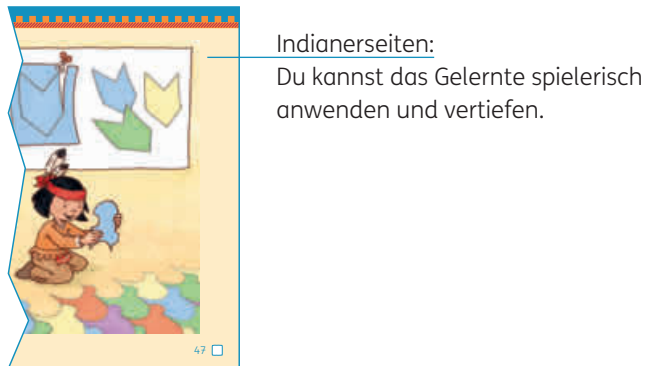 Indianerseiten:
Du kannst das Gelernte spielerisch
anwenden und vertiefen.
47